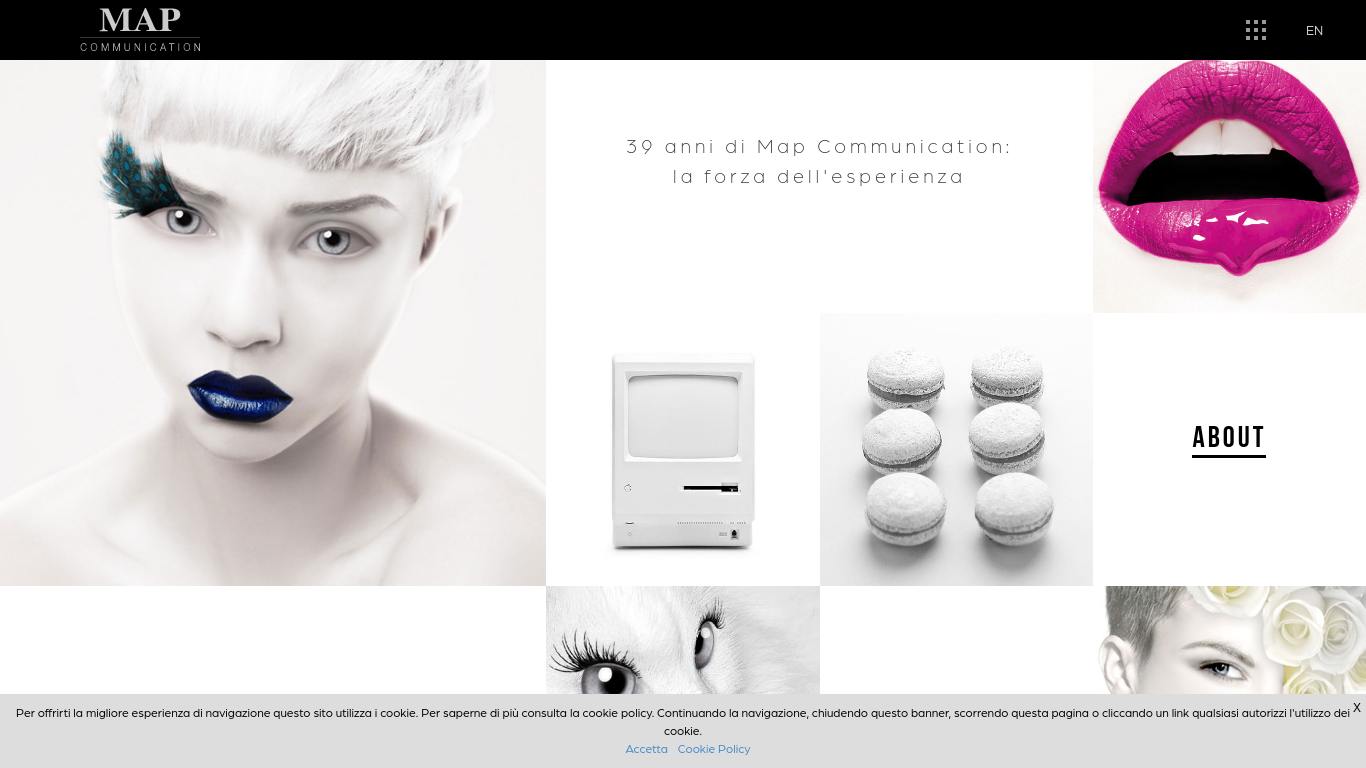 MAP
COMMUNICATION
EN
39 anni di Map Communication:
la forza dell'esperienza
ABOUT
Per offrirti la migliore esperienza di navigazione questo sito utilizza i cookie. Per saperne di più consulta la cookie policy. Continuando la navigazione, chiudendo questo banner, scorrendo questa pagina o cliccando un link qualsiasi autorizzi l'utilizzo dei
cookie.
X
Accetta Cookie Policy